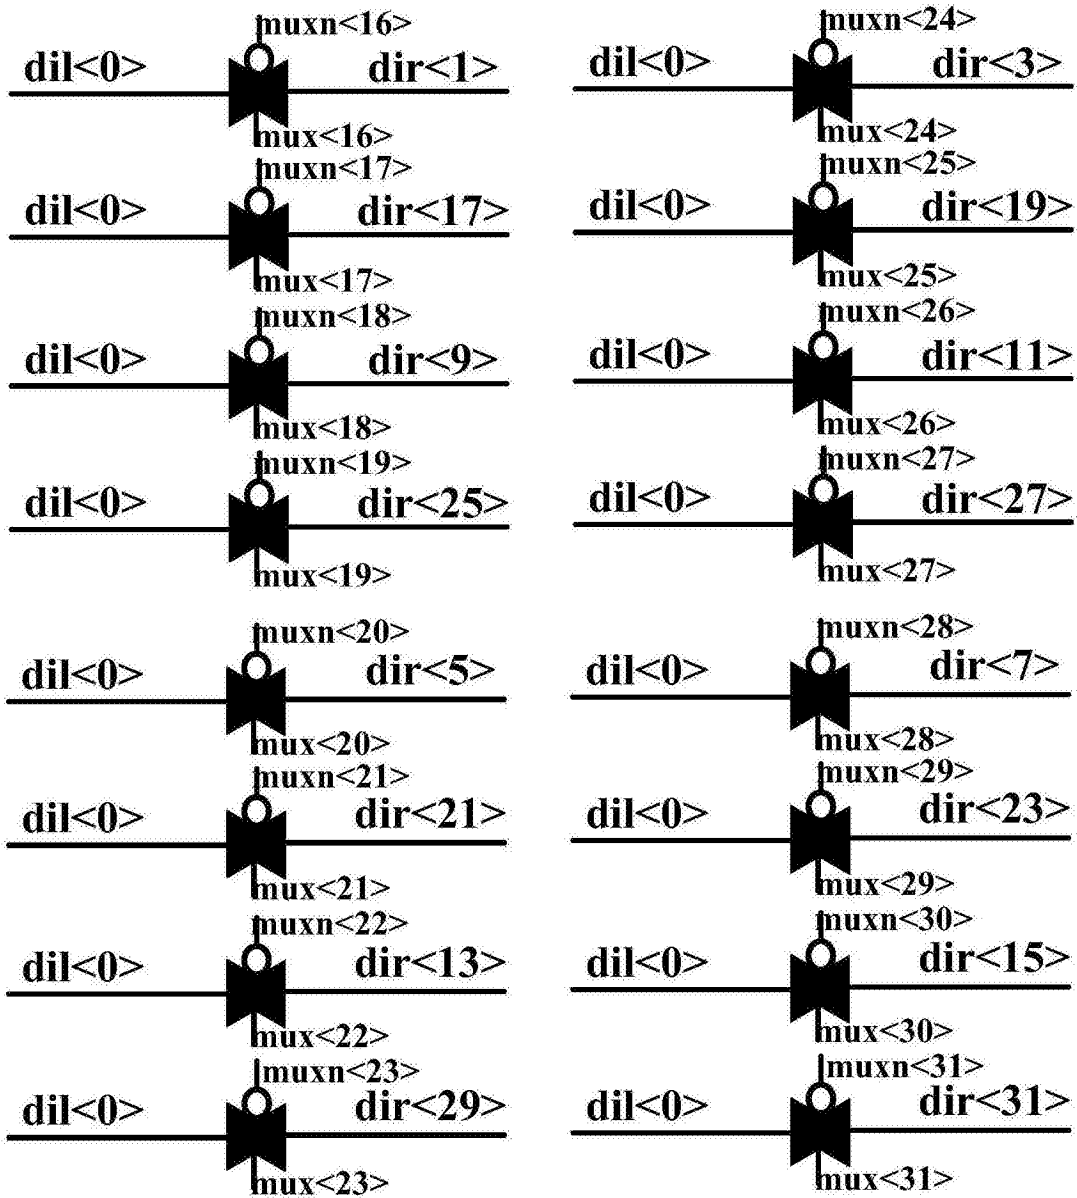 muxn<16>
dil<0> dir<1>
mux<16>
muxn<17>
dil<0> dir<17>
mux<17>
muxn<18>
dil<0> dir<9>
mux<18>
muxn<19>
dil<0> dir<25>
mux<19>
muxn<20>
dil<0> dir<5>
mux<20>
muxn<21>
dil<0> dir<21>
mux<21>
muxn<22>
dil<0> dir<13>
mux<22>
muxn<23>
dil<0> dir<29>
mux<23>
muxn<24>
dil<0> dir<3>
mux<24>
muxn<25>
dil<0> dir<19>
mux<25>
muxn<26>
dil<0> dir<11>
mux<26>
muxn<27>
dil<0> dir<27>
mux<27>
muxn<28>
dil<0> dir<7>
mux<28>
muxn<29>
dil<0> dir<23>
mux<29>
muxn<30>
dil<0> dir<15>
mux<30>
muxn<31>
dil<0> dir<31>
mux<31>